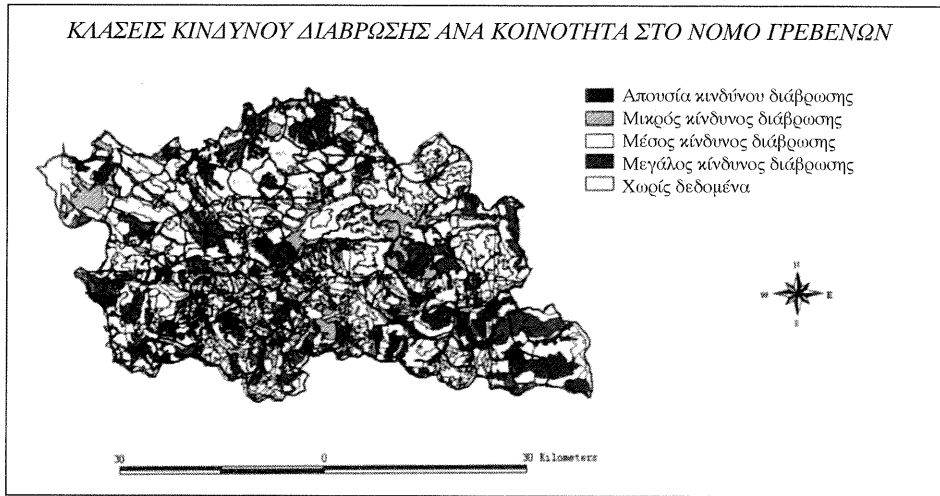 ΚΛΑΣΕΙΣ ΚΙΝΔΥΝΟΥ ΔΙΑΒΡΩΣΗΣ ΑΝΑ ΚΟΙΝΟΤΗΤΑ ΣΤΟ ΝΟΜΟ ΓΡΕΒΕΝΩΝ
Απουσία κινδύνου διάβρωσης
Μικρός κίνδυνος διάβρωσης
Μέσος κίνδυνος διάβρωσης
Μεγάλος κίνδυνος διάβρωσης
Χωρίς δεδομένα
N
W E
S
30 0 30 Kilometers